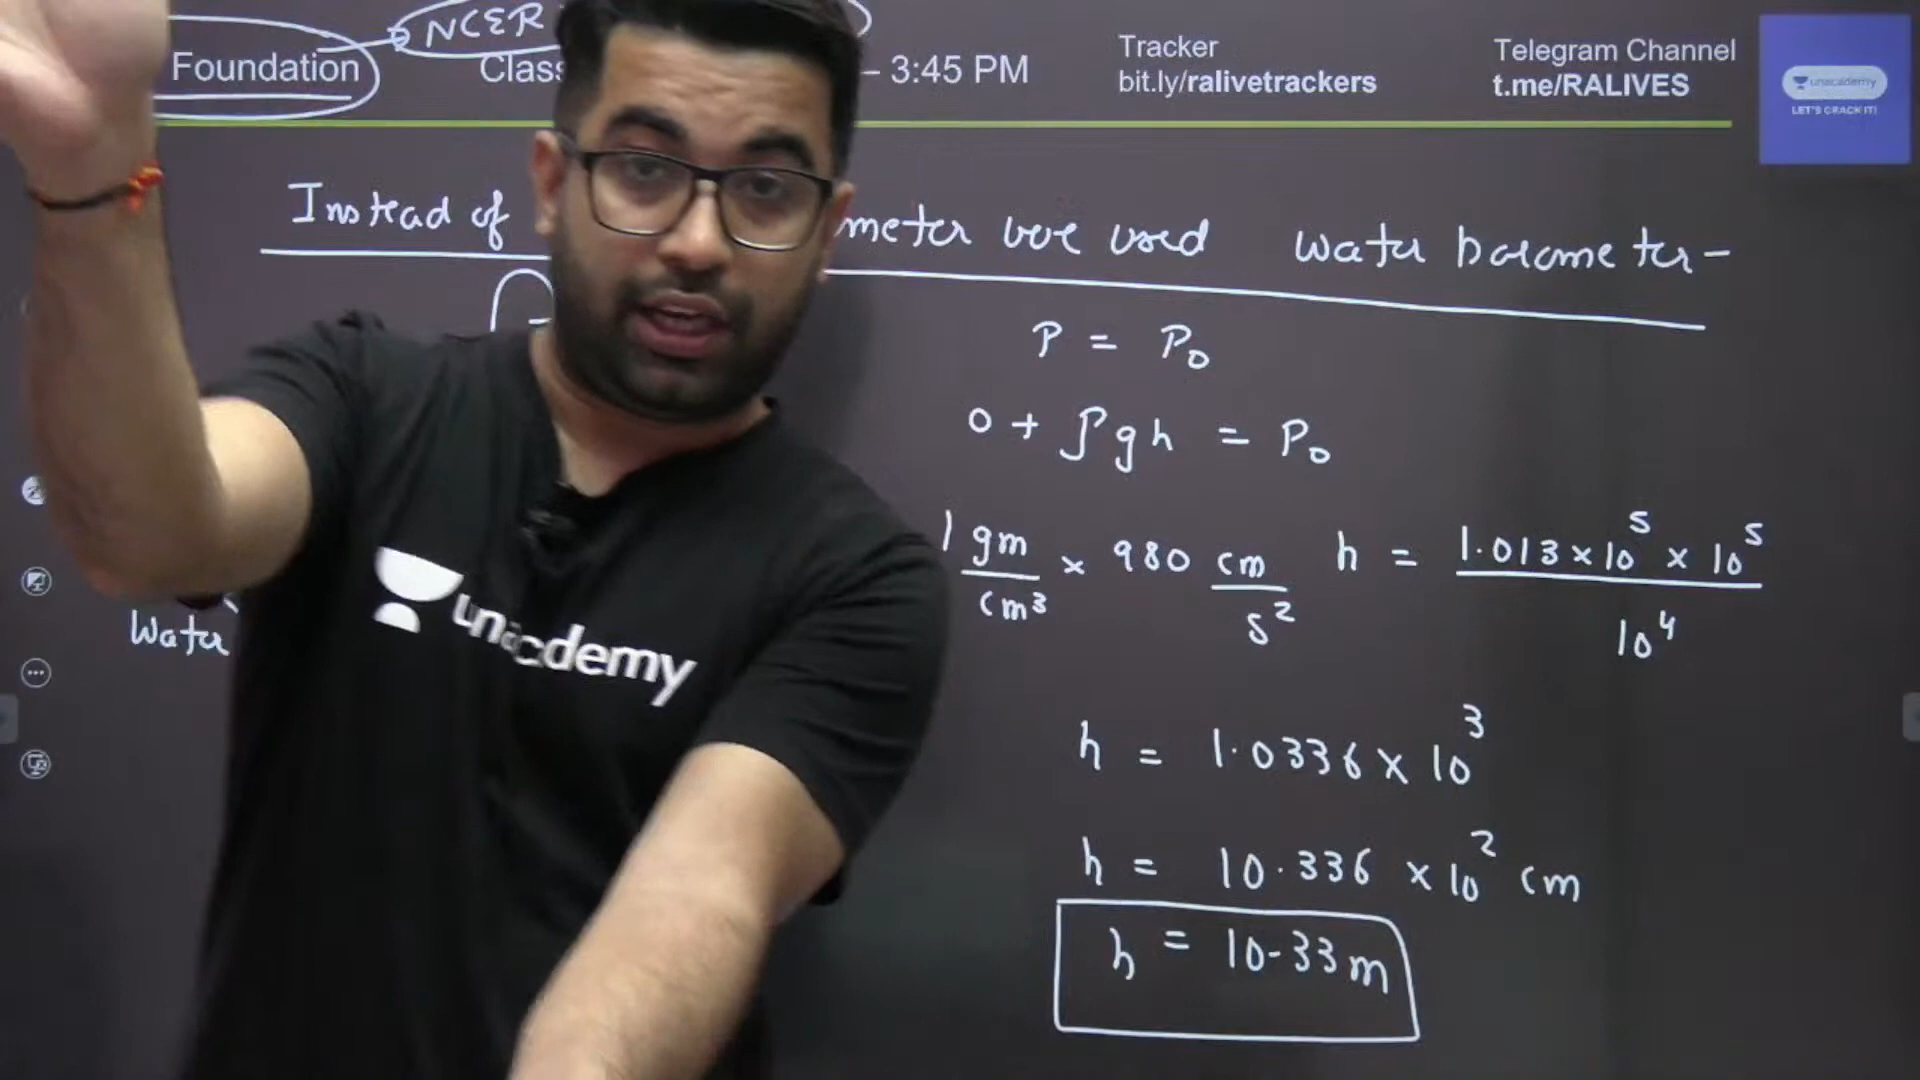 NCER
Foundation
Class
– 3:45 PM
Tracker
bit.ly/ralivetrackers
Telegram Channel
t.me/RALIVES
unacademy
LET'S CRACK IT!
Instead of meter we used water barometer –
P = P₀
0 + ρgh = P₀
1 gm/cm³ × 980 cm/s² h = 1.013 × 10⁵ × 10⁵ / 10⁴
Water
unacademy
h = 1.0336 × 10³
h = 10.336 × 10² cm
h = 10.33 m